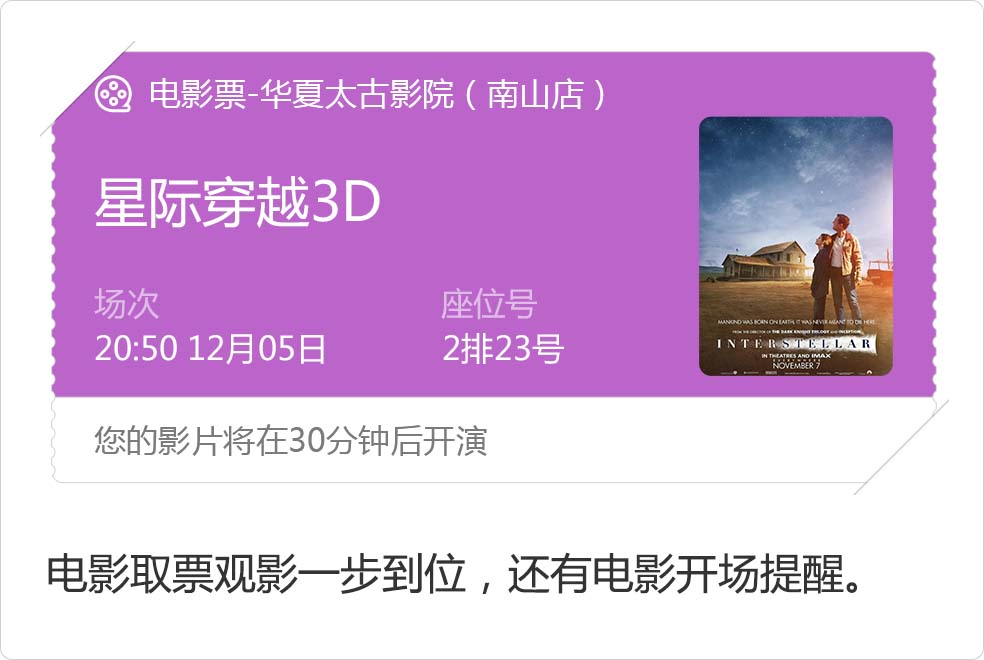 电影票-华夏太古影院（南山店）
星际穿越3D
场次
座位号
20:50 12月05日
2排23号
MANKIND WAS BORN ON EARTH. IT WAS NEVER MEANT TO DIE HERE.
FROM THE DIRECTOR OF THE DARK KNIGHT TRILOGY AND INCEPTION
INTERSTELLAR
IN THEATRES AND IMAX
EVERYWHERE
NOVEMBER 7
您的影片将在30分钟后开演
电影取票观影一步到位，还有电影开场提醒。